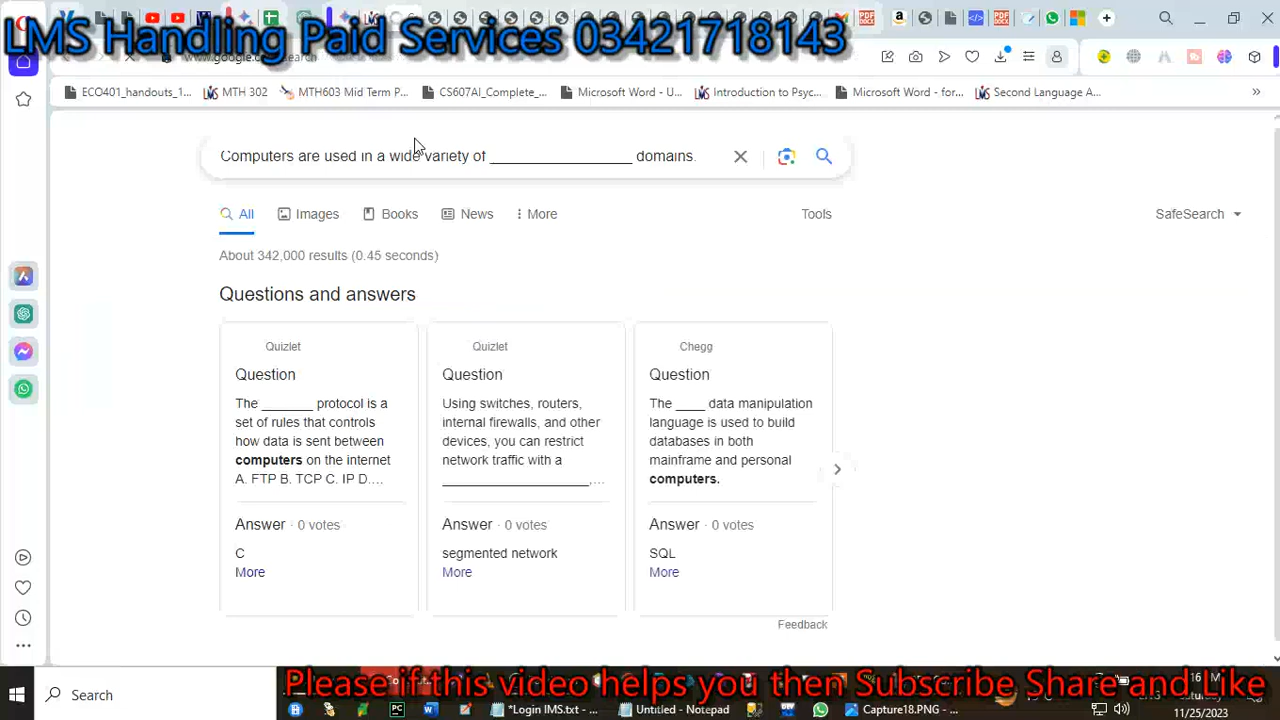 LMS Handling Paid Services 03421718143
www.google.com/search
ECO401_handouts_1...
MTH 302
MTH603 Mid Term P...
CS607AI_Complete_...
Microsoft Word - U...
Introduction to Psyc...
Microsoft Word - for...
Second Language A...
Computers are used in a wide variety of ________________ domains.
All
Images
Books
News
More
Tools
SafeSearch
About 342,000 results (0.45 seconds)
Questions and answers
Quizlet
Question
The _______ protocol is a
set of rules that controls
how data is sent between
computers on the internet
A. FTP B. TCP C. IP D....
Answer · 0 votes
C
More
Quizlet
Question
Using switches, routers,
internal firewalls, and other
devices, you can restrict
network traffic with a
____________________,...
Answer · 0 votes
segmented network
More
Chegg
Question
The ____ data manipulation
language is used to build
databases in both
mainframe and personal
computers.
Answer · 0 votes
SQL
More
Feedback
Please if this video helps you then Subscribe Share and Like
Search
*Login IMS.txt - ...
Untitled - Notepad
Capture18.PNG - ...
11/25/2023